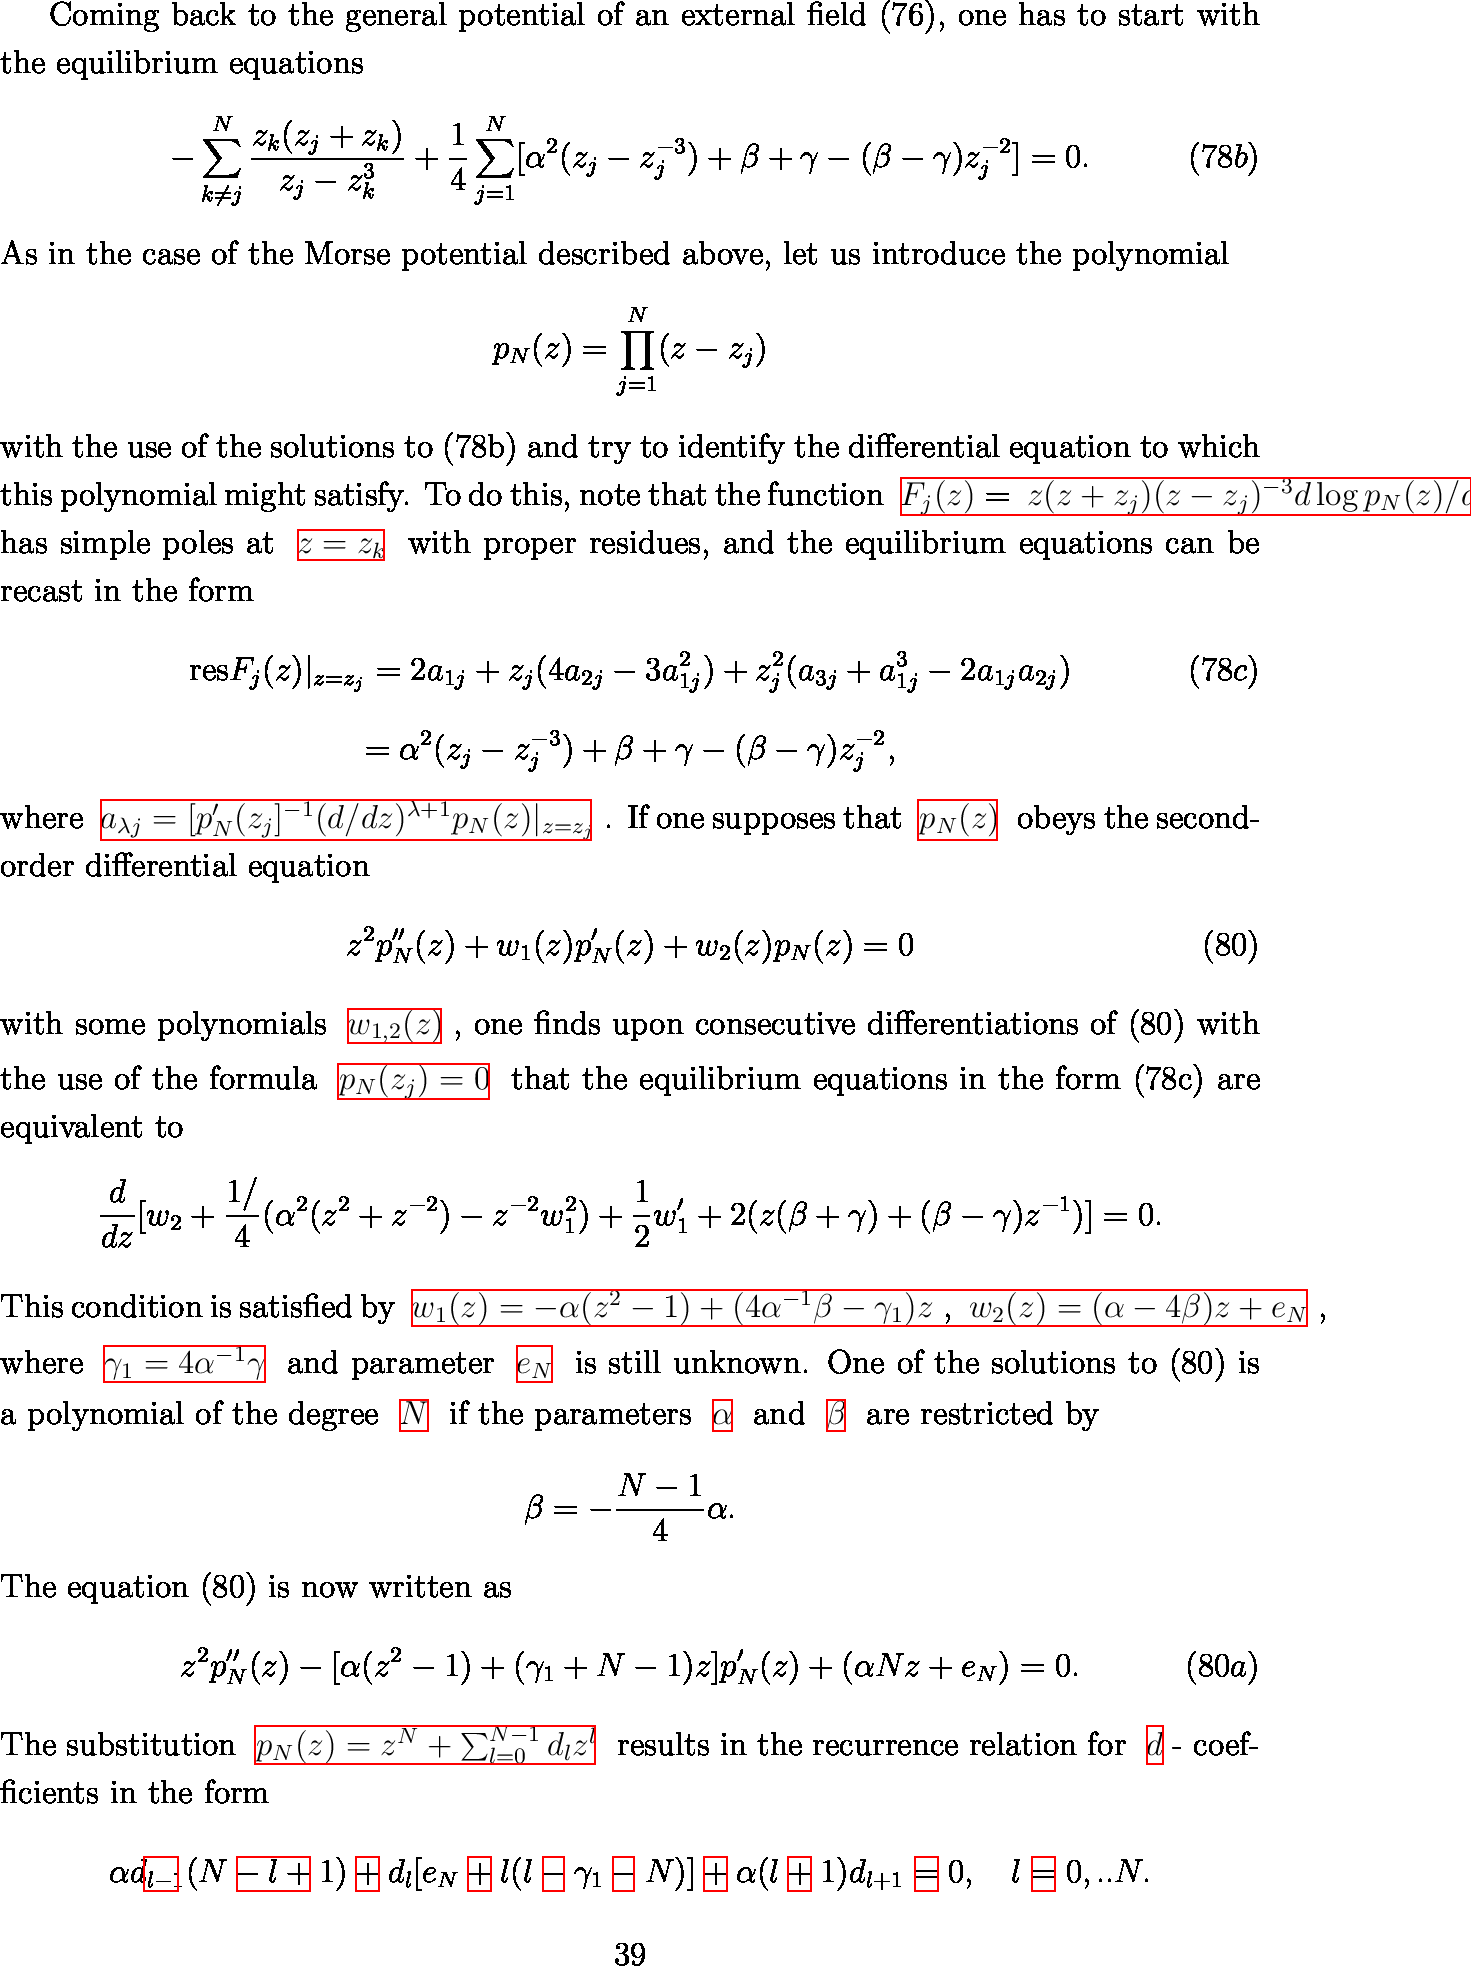 Coming back to the general potential of an external field (76), one has to start with
the equilibrium equations
$$-\sum_{k\neq j}^{N}\frac{z_k(z_j+z_k)}{z_j-z_k^3}+\frac{1}{4}\sum_{j=1}^{N}[\alpha^2(z_j-z_j^{-3})+\beta+\gamma-(\beta-\gamma)z_j^{-2}]=0. \quad (78b)$$
As in the case of the Morse potential described above, let us introduce the polynomial
$$p_N(z)=\prod_{j=1}^{N}(z-z_j)$$
with the use of the solutions to (78b) and try to identify the differential equation to which
this polynomial might satisfy. To do this, note that the function $F_j(z)= z(z+z_j)(z-z_j)^{-3}d\log p_N(z)/$
has simple poles at $z=z_k$ with proper residues, and the equilibrium equations can be
recast in the form
$$\text{res}F_j(z)|_{z=z_j}=2a_{1j}+z_j(4a_{2j}-3a_{1j}^2)+z_j^2(a_{3j}+a_{1j}^3-2a_{1j}a_{2j}) \quad (78c)$$
$$=\alpha^2(z_j-z_j^{-3})+\beta+\gamma-(\beta-\gamma)z_j^{-2},$$
where $a_{\lambda j}=[p_N'(z_j]^{-1}(d/dz)^{\lambda+1}p_N(z)|_{z=z_j}$ . If one supposes that $p_N(z)$ obeys the second-
order differential equation
$$z^2p_N''(z)+w_1(z)p_N'(z)+w_2(z)p_N(z)=0 \quad (80)$$
with some polynomials $w_{1,2}(z)$ , one finds upon consecutive differentiations of (80) with
the use of the formula $p_N(z_j)=0$ that the equilibrium equations in the form (78c) are
equivalent to
$$\frac{d}{dz}[w_2+\frac{1/}{4}(\alpha^2(z^2+z^{-2})-z^{-2}w_1^2)+\frac{1}{2}w_1'+2(z(\beta+\gamma)+(\beta-\gamma)z^{-1})]=0.$$
This condition is satisfied by $w_1(z)=-\alpha(z^2-1)+(4\alpha^{-1}\beta-\gamma_1)z$ , $w_2(z)=(\alpha-4\beta)z+e_N$ ,
where $\gamma_1=4\alpha^{-1}\gamma$ and parameter $e_N$ is still unknown. One of the solutions to (80) is
a polynomial of the degree $N$ if the parameters $\alpha$ and $\beta$ are restricted by
$$\beta=-\frac{N-1}{4}\alpha.$$
The equation (80) is now written as
$$z^2p_N''(z)-[\alpha(z^2-1)+(\gamma_1+N-1)z]p_N'(z)+(\alpha Nz+e_N)=0. \quad (80a)$$
The substitution $p_N(z)=z^N+\sum_{l=0}^{N-1}d_lz^l$ results in the recurrence relation for $d$ - coef-
ficients in the form
$$\alpha d_{l-1}(N-l+1)+d_l[e_N+l(l-\gamma_1-N)]+\alpha(l+1)d_{l+1}=0, \quad l=0,..N.$$
39